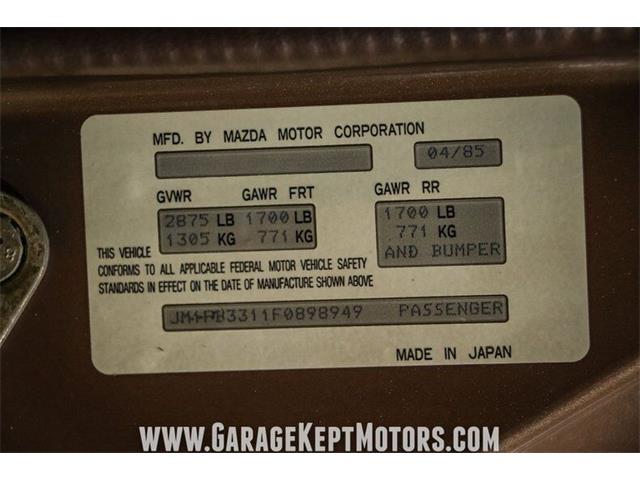 MFD. BY MAZDA MOTOR CORPORATION
04/85
GVWR GAWR FRT GAWR RR
2875 LB 1700 LB 1700 LB
1305 KG 771 KG 771 KG
AND BUMPER
THIS VEHICLE
CONFORMS TO ALL APPLICABLE FEDERAL MOTOR VEHICLE SAFETY
STANDARDS IN EFFECT ON THE DATE OF MANUFACTURE SHOWN ABOVE
JM1FB3311F0898949 PASSENGER
MADE IN JAPAN
WWW.GARAGEKEPTMOTORS.COM